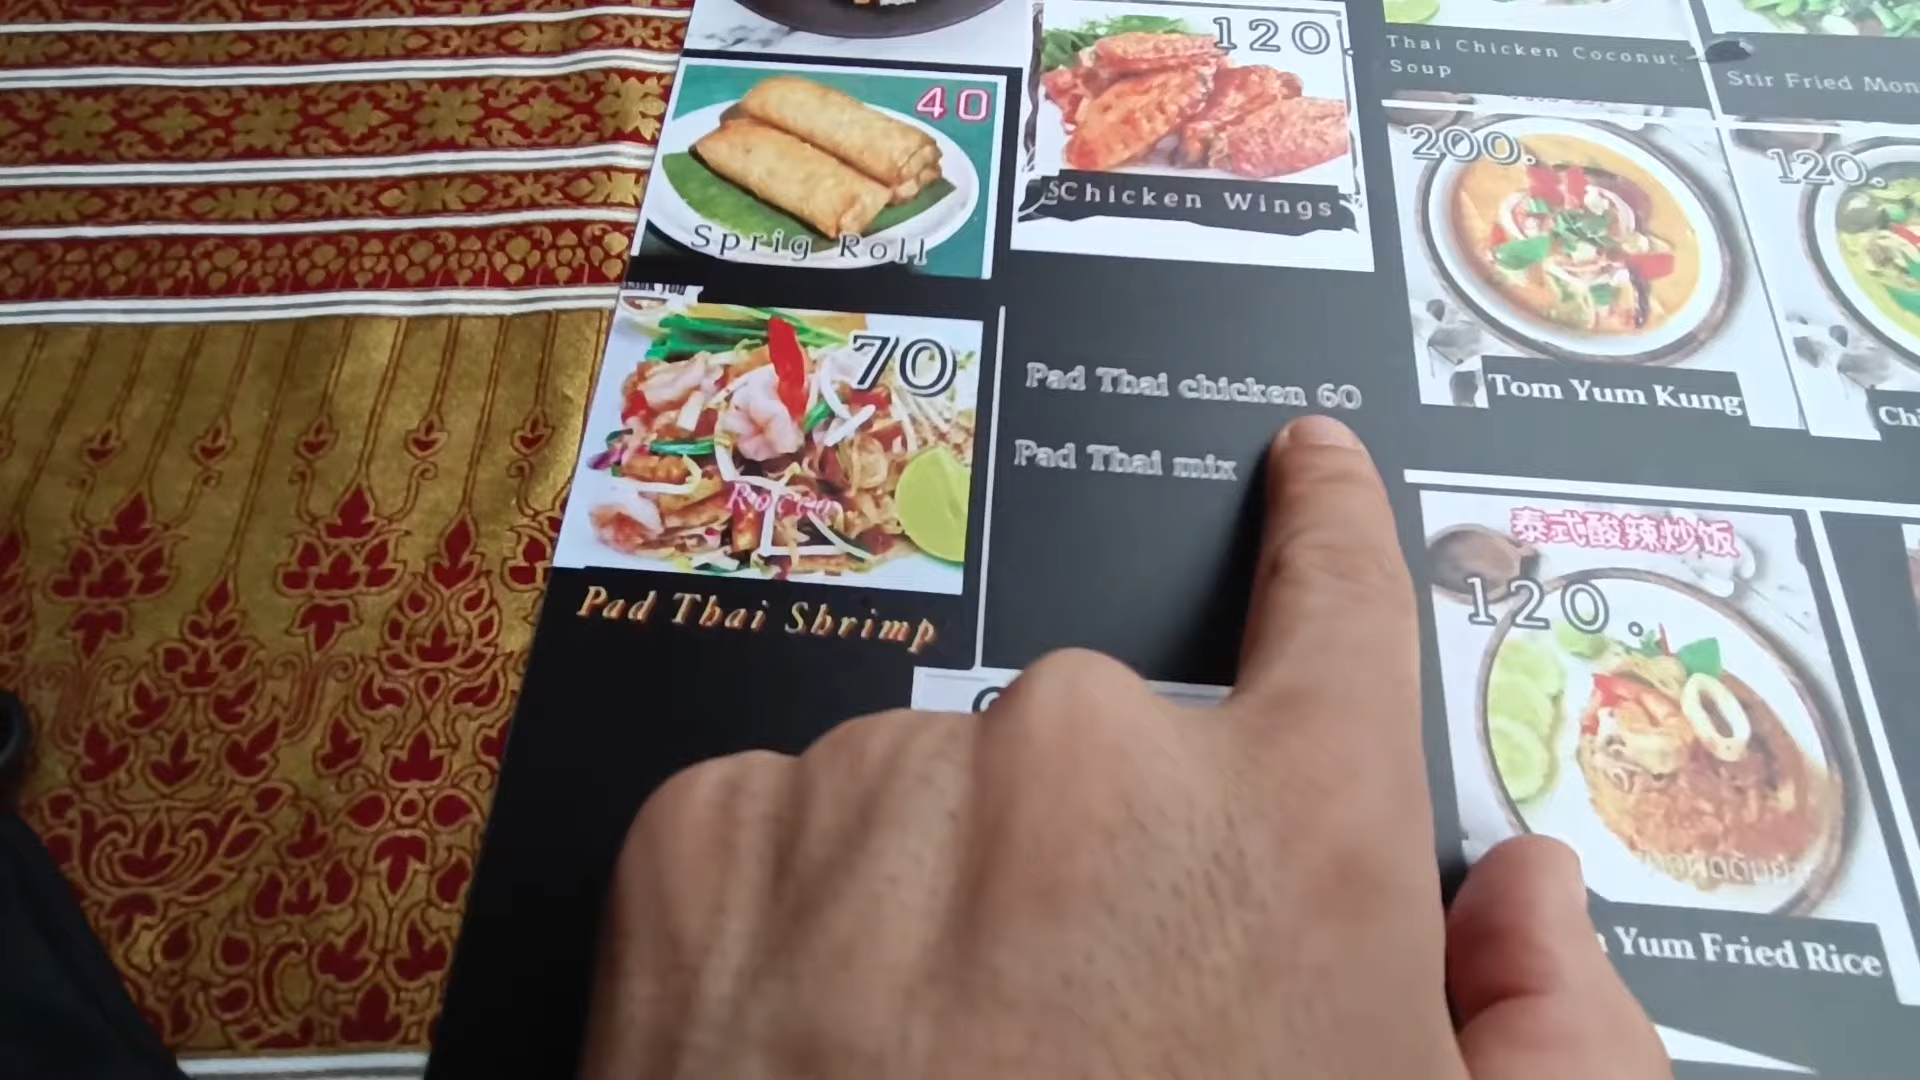 40
Sprig Roll
120.
Chicken Wings
Thai Chicken Coconut
Soup
Stir Fried
200.
Tom Yum Kung
120.
70
Rocco
Pad Thai Shrimp
Pad Thai chicken 60
Pad Thai mix
泰式酸辣炒饭
120.
Yum Fried Rice